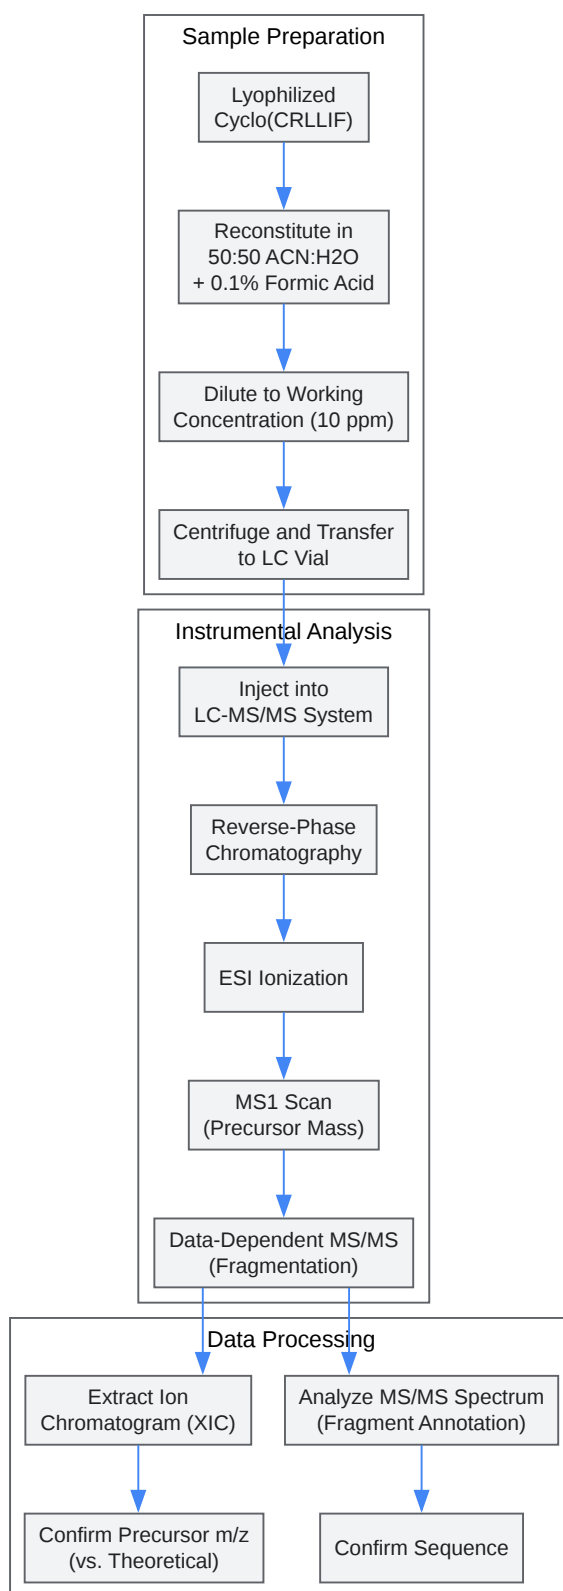 Sample Preparation
Lyophilized
Cyclo(CRLLIF)
Reconstitute in
50:50 ACN:H2O
+ 0.1% Formic Acid
Dilute to Working
Concentration (10 ppm)
Centrifuge and Transfer
to LC Vial
Instrumental Analysis
Inject into
LC-MS/MS System
Reverse-Phase
Chromatography
ESI Ionization
MS1 Scan
(Precursor Mass)
Data-Dependent MS/MS
(Fragmentation)
Data Processing
Extract Ion
Chromatogram (XIC)
Analyze MS/MS Spectrum
(Fragment Annotation)
Confirm Precursor m/z
(vs. Theoretical)
Confirm Sequence